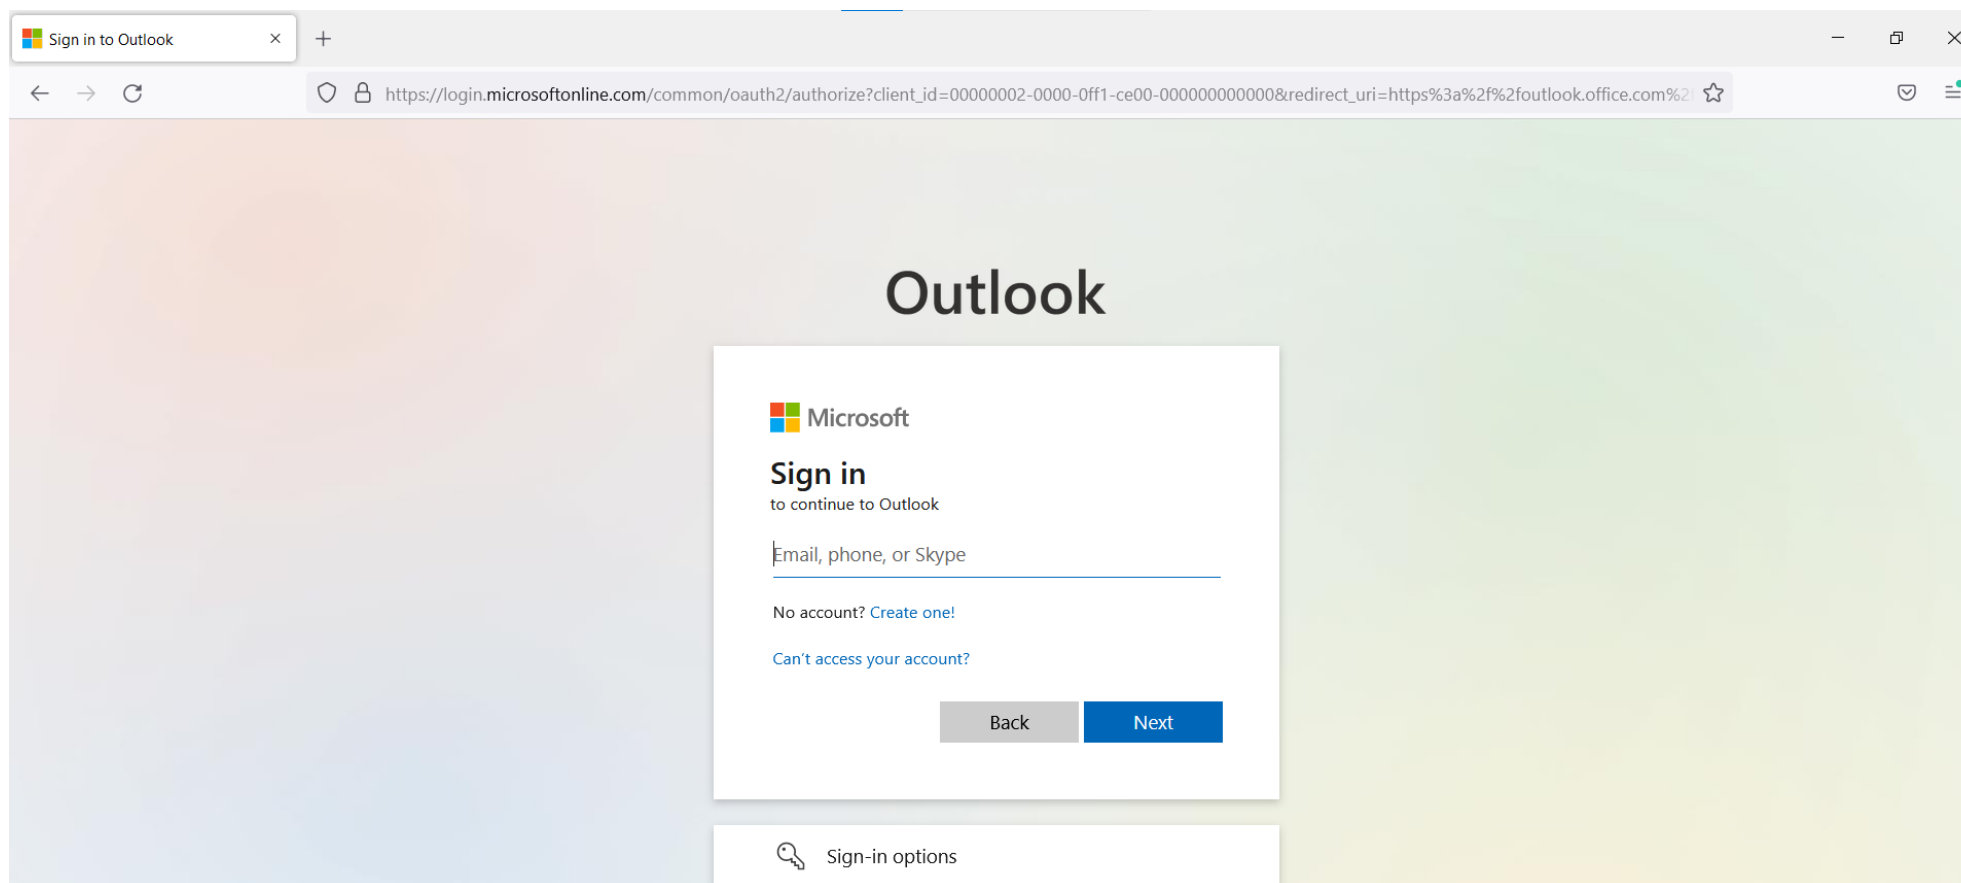 Sign in to Outlook
https://login.microsoftonline.com/common/oauth2/authorize?client_id=00000002-0000-0ff1-ce00-000000000000&redirect_uri=https%3a%2f%2foutlook.office.com%2f
Outlook
Microsoft
Sign in
to continue to Outlook
Email, phone, or Skype
No account? Create one!
Can't access your account?
Back Next
Sign-in options